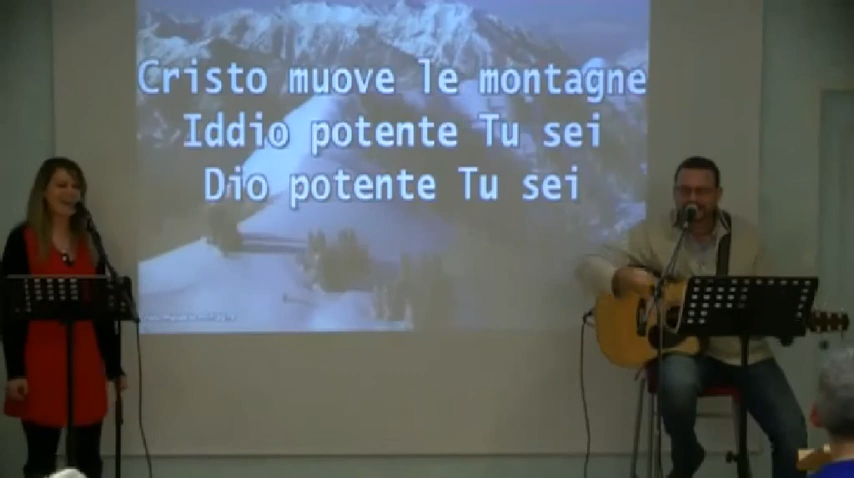 Cristo muove le montagne
Iddio potente Tu sei
Dio potente Tu sei